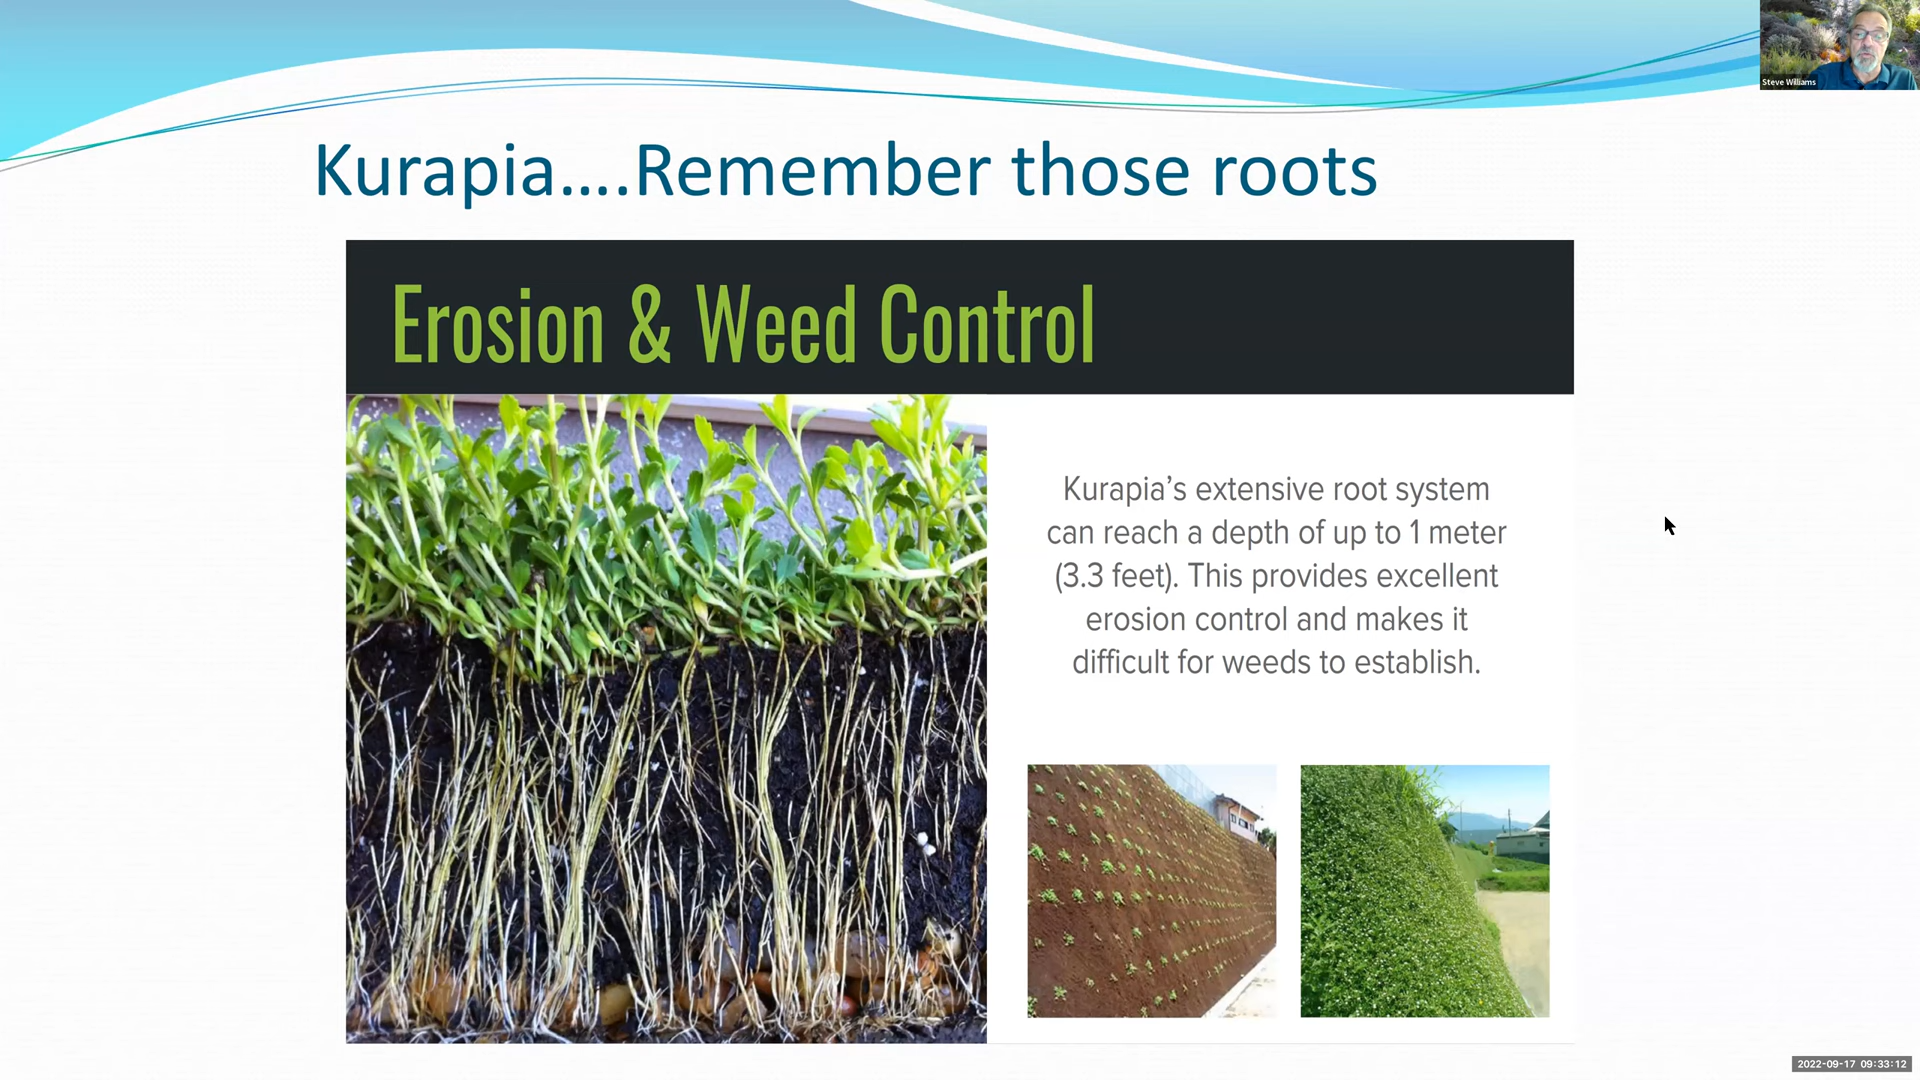 Steve Williams
Kurapia....Remember those roots
Erosion & Weed Control
Kurapia’s extensive root system
can reach a depth of up to 1 meter
(3.3 feet). This provides excellent
erosion control and makes it
difficult for weeds to establish.
2022-09-17 09:33:12